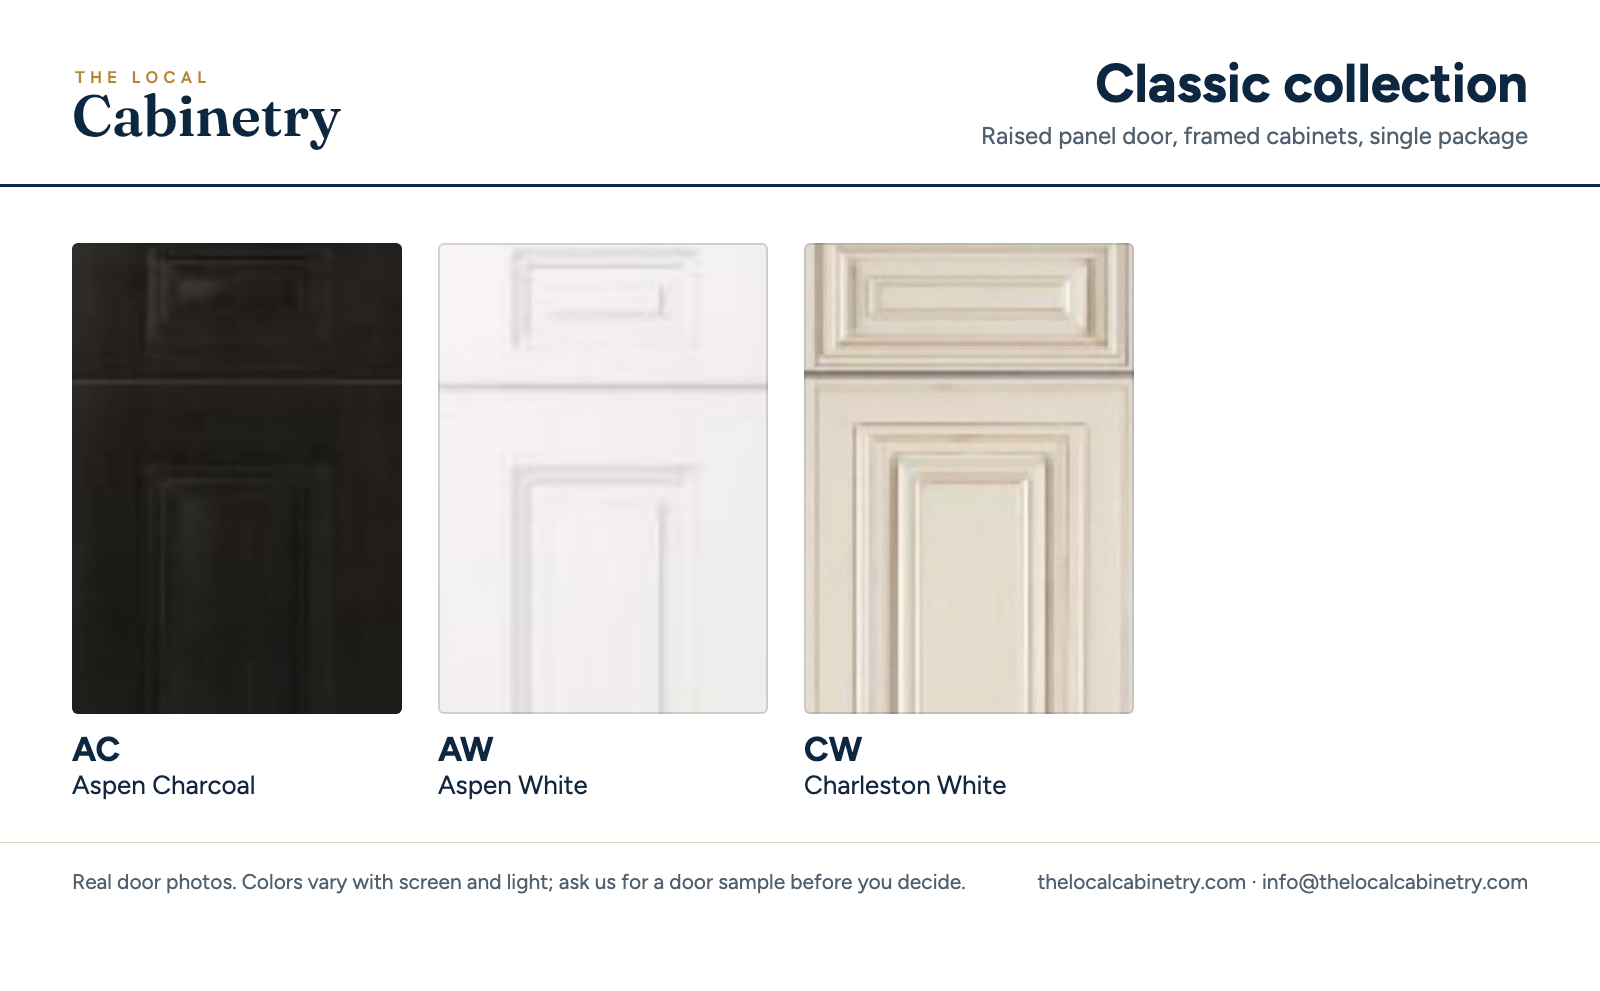 THE LOCAL
Cabinetry
Classic collection
Raised panel door, framed cabinets, single package
AC
Aspen Charcoal
AW
Aspen White
CW
Charleston White
Real door photos. Colors vary with screen and light; ask us for a door sample before you decide.
thelocalcabinetry.com · info@thelocalcabinetry.com